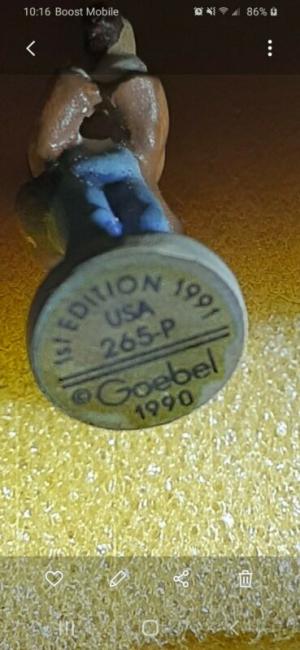 10:16 Boost Mobile
86%
1st EDITION 1991
USA
265-P
©Goebel
1990